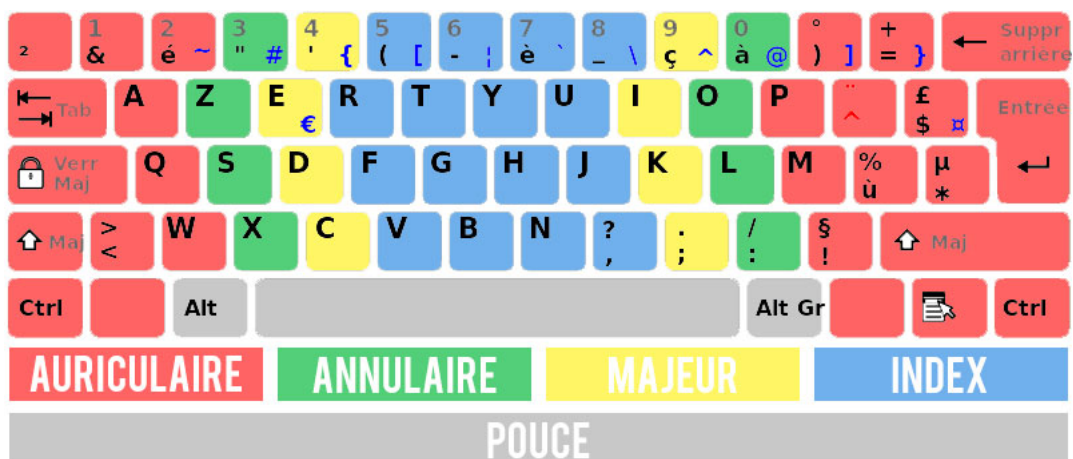 1 2 3 4 5 6 7 8 9 0 ° + Suppr
² & é ~ " # ' { ( [ - ¦ è ` _ \ ç ^ à @ ) ] = } arrière
Tab A Z E € R T Y U I O P ¨ ^ £ $ ¤ Entrée
Verr Maj Q S D F G H J K L M % ù µ *
Maj > < W X C V B N ? , . ; / : § ! Maj
Ctrl Alt Alt Gr Ctrl
AURICULAIRE ANNULAIRE MAJEUR INDEX
POUCE